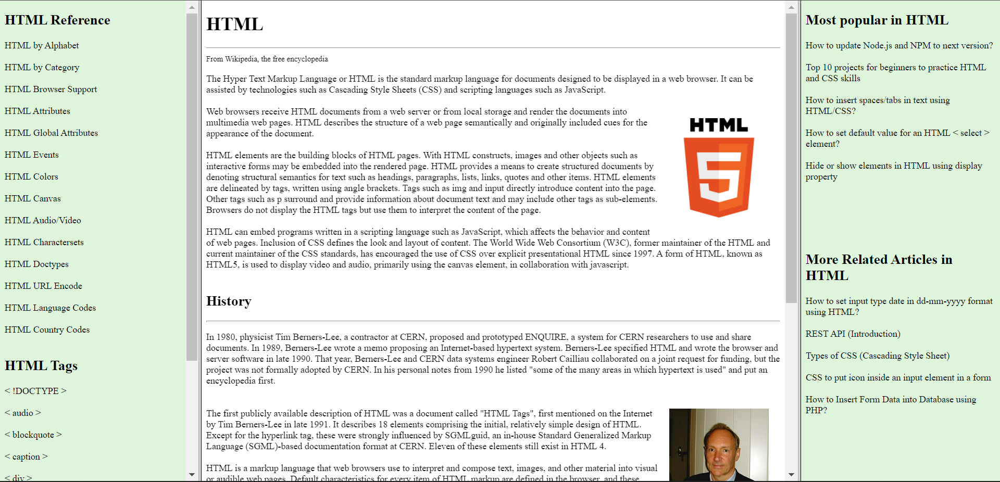 HTML Reference
HTML by Alphabet
HTML by Category
HTML Browser Support
HTML Attributes
HTML Global Attributes
HTML Events
HTML Colors
HTML Canvas
HTML Audio/Video
HTML Charactersets
HTML Doctypes
HTML URL Encode
HTML Language Codes
HTML Country Codes
HTML Tags
< !DOCTYPE >
< audio >
< blockquote >
< caption >
< div >
HTML
From Wikipedia, the free encyclopedia
The Hyper Text Markup Language or HTML is the standard markup language for documents designed to be displayed in a web browser. It can be
assisted by technologies such as Cascading Style Sheets (CSS) and scripting languages such as JavaScript.
Web browsers receive HTML documents from a web server or from local storage and render the documents into
multimedia web pages. HTML describes the structure of a web page semantically and originally included cues for the
appearance of the document.
HTML
5
HTML elements are the building blocks of HTML pages. With HTML constructs, images and other objects such as
interactive forms may be embedded into the rendered page. HTML provides a means to create structured documents by
denoting structural semantics for text such as headings, paragraphs, lists, links, quotes and other items. HTML elements
are delineated by tags, written using angle brackets. Tags such as img and input directly introduce content into the page.
Other tags such as p surround and provide information about document text and may include other tags as sub-elements.
Browsers do not display the HTML tags but use them to interpret the content of the page.
HTML can embed programs written in a scripting language such as JavaScript, which affects the behavior and content
of web pages. Inclusion of CSS defines the look and layout of content. The World Wide Web Consortium (W3C), former maintainer of the HTML and
current maintainer of the CSS standards, has encouraged the use of CSS over explicit presentational HTML since 1997. A form of HTML, known as
HTML5, is used to display video and audio, primarily using the canvas element, in collaboration with javascript.
History
In 1980, physicist Tim Berners-Lee, a contractor at CERN, proposed and prototyped ENQUIRE, a system for CERN researchers to use and share
documents. In 1989, Berners-Lee wrote a memo proposing an Internet-based hypertext system. Berners-Lee specified HTML and wrote the browser and
server software in late 1990. That year, Berners-Lee and CERN data systems engineer Robert Cailliau collaborated on a joint request for funding, but the
project was not formally adopted by CERN. In his personal notes from 1990 he listed "some of the many areas in which hypertext is used" and put an
encyclopedia first.
The first publicly available description of HTML was a document called "HTML Tags", first mentioned on the Internet
by Tim Berners-Lee in late 1991. It describes 18 elements comprising the initial, relatively simple design of HTML.
Except for the hyperlink tag, these were strongly influenced by SGMLguid, an in-house Standard Generalized Markup
Language (SGML)-based documentation format at CERN. Eleven of these elements still exist in HTML 4.
HTML is a markup language that web browsers use to interpret and compose text, images, and other material into visual
or audible web pages. Default characteristics for every item of HTML markup are defined in the browser, and these
Most popular in HTML
How to update Node.js and NPM to next version?
Top 10 projects for beginners to practice HTML
and CSS skills
How to insert spaces/tabs in text using
HTML/CSS?
How to set default value for an HTML < select >
element?
Hide or show elements in HTML using display
property
More Related Articles in
HTML
How to set input type date in dd-mm-yyyy format
using HTML?
REST API (Introduction)
Types of CSS (Cascading Style Sheet)
CSS to put icon inside an input element in a form
How to Insert Form Data into Database using
PHP?